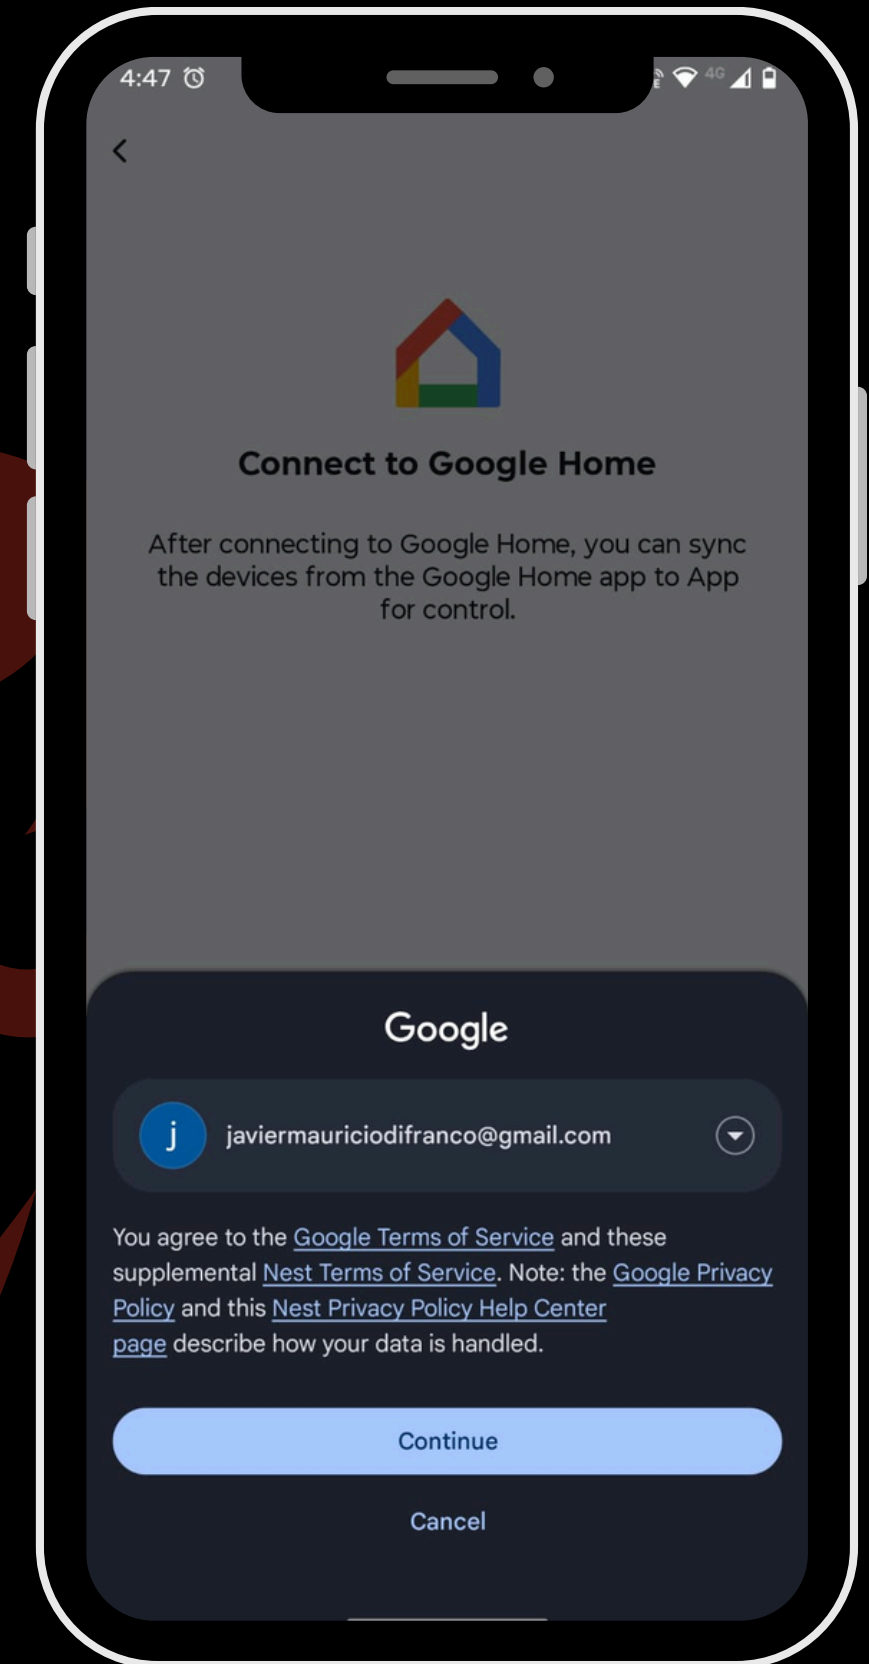 4:47
4G
Connect to Google Home
After connecting to Google Home, you can sync
the devices from the Google Home app to App
for control.
Google
j javiermauriciodifranco@gmail.com
You agree to the Google Terms of Service and these
supplemental Nest Terms of Service. Note: the Google Privacy
Policy and this Nest Privacy Policy Help Center
page describe how your data is handled.
Continue
Cancel